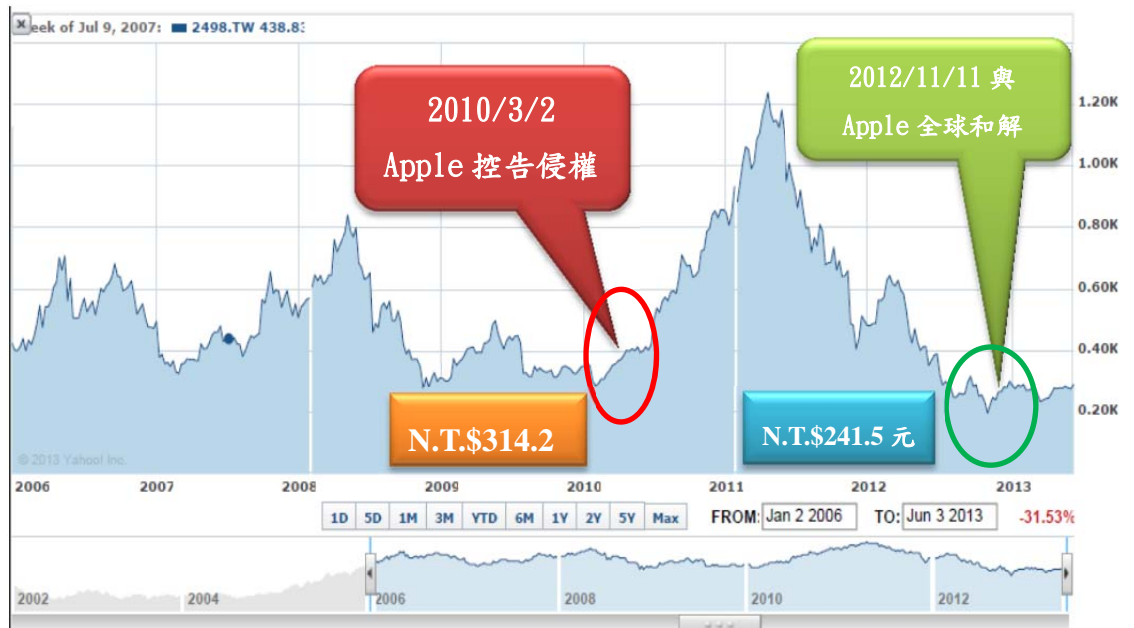 eek of Jul 9, 2007: 2498.TW 438.83
2010/3/2
Apple 控告侵權
2012/11/11 與
Apple 全球和解
1.20K
1.00K
0.80K
0.60K
0.40K
0.20K
N.T.$314.2
N.T.$241.5 元
© 2013 Yahoo! Inc.
2006 2007 2008 2009 2010 2011 2012 2013
1D 5D 1M 3M YTD 6M 1Y 2Y 5Y Max FROM: Jan 2 2006 TO: Jun 3 2013 -31.53%
2002 2004 2006 2008 2010 2012